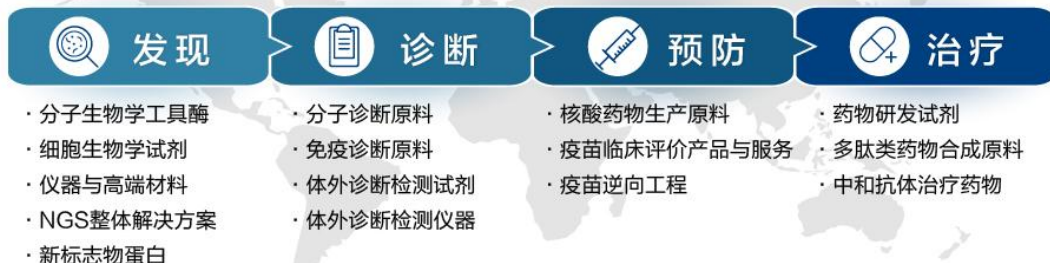 发现
· 分子生物学工具酶
· 细胞生物学试剂
· 仪器与高端材料
· NGS整体解决方案
· 新标志物蛋白
诊断
· 分子诊断原料
· 免疫诊断原料
· 体外诊断检测试剂
· 体外诊断检测仪器
预防
· 核酸药物生产原料
· 疫苗临床评价产品与服务
· 疫苗逆向工程
治疗
· 药物研发试剂
· 多肽类药物合成原料
· 中和抗体治疗药物